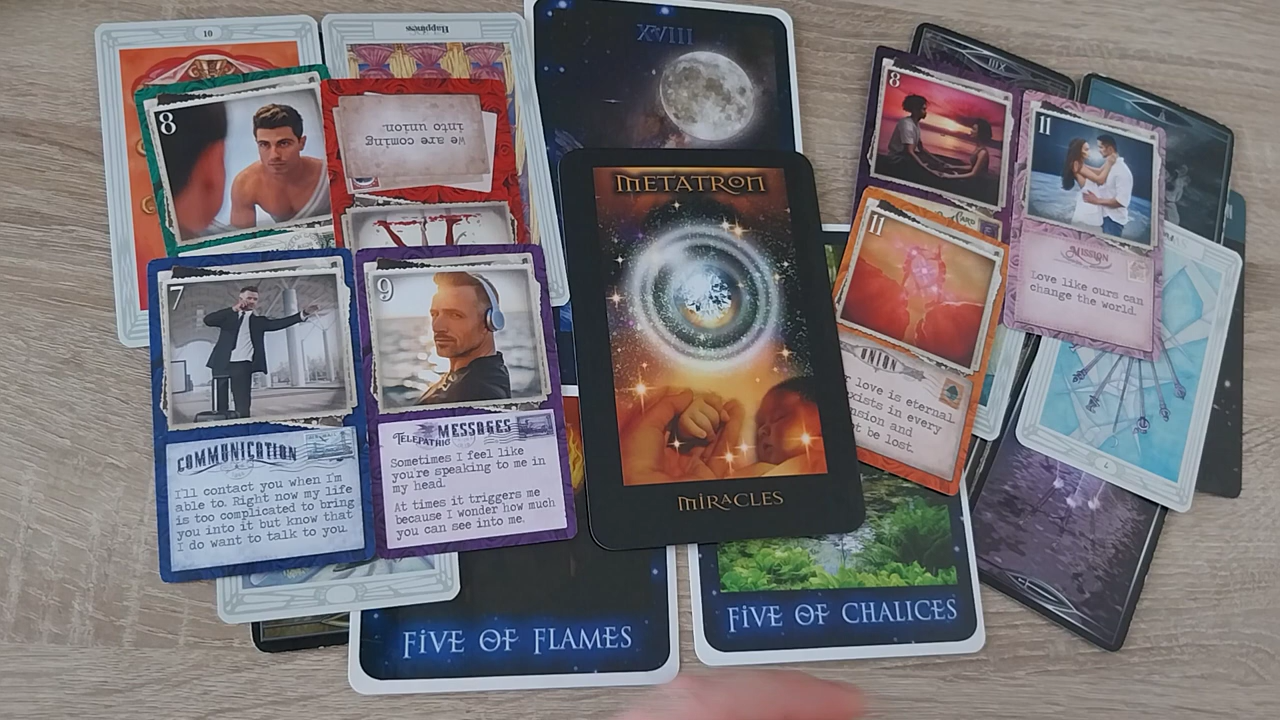 10
Happiness
XVIII
8
We are coming
into union.
METATRON
MIRACLES
7
COMMUNICATION
I'll contact you when I'm
able to. Right now my life
is too complicated to bring
you into it but know that
I do want to talk to you.
9
TELEPATHIC MESSAGES
Sometimes I feel like
you're speaking to me in
my head.
At times it triggers me
because I wonder how much
you can see into me.
FIVE OF FLAMES
FIVE OF CHALICES
8
CARD
11
UNION
love is eternal
exists in every
and
be lost.
11
MISSION
Love like ours can
change the world.
XIII